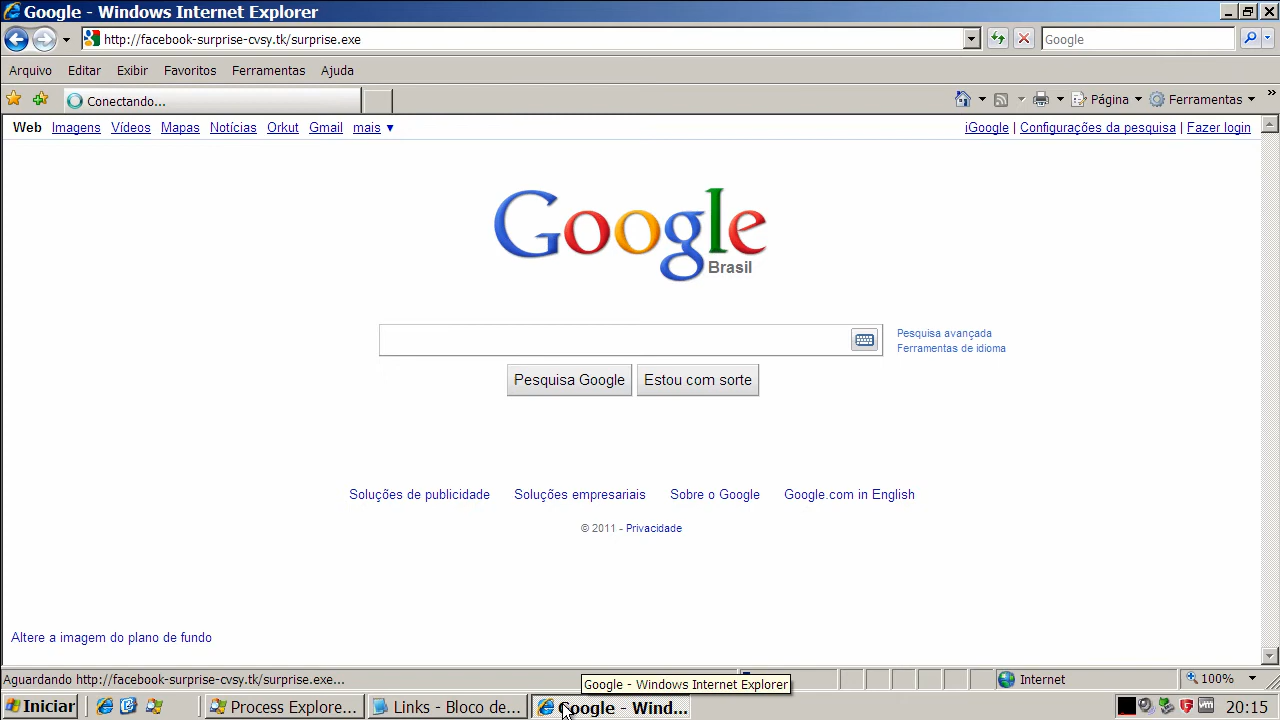 Google - Windows Internet Explorer
http://facebook-surprise-cvsy.tk/surprise.exe
Google
Arquivo Editar Exibir Favoritos Ferramentas Ajuda
Conectando...
Página Ferramentas »
Web Imagens Vídeos Mapas Notícias Orkut Gmail mais ▼
iGoogle | Configurações da pesquisa | Fazer login
Google
Brasil
Pesquisa avançada
Ferramentas de idioma
Pesquisa Google Estou com sorte
Soluções de publicidade Soluções empresariais Sobre o Google Google.com in English
© 2011 - Privacidade
Altere a imagem do plano de fundo
Aguardando http://facebook-surprise-cvsy.tk/surprise.exe...
Google - Windows Internet Explorer
Internet
100%
Iniciar
Process Explore...
Links - Bloco de...
Google - Wind...
20:15